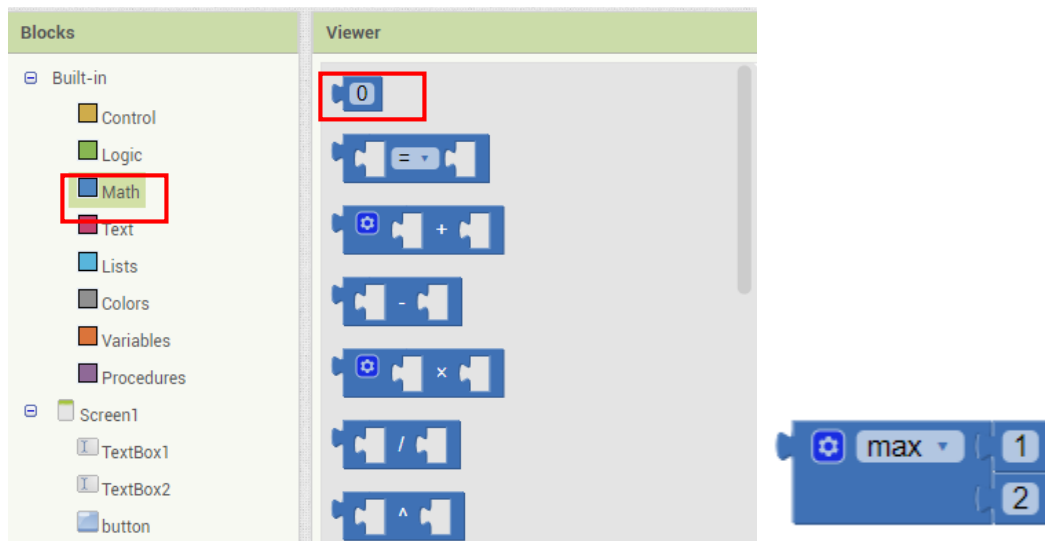 Blocks
Viewer
Built-in
Control
Logic
Math
Text
Lists
Colors
Variables
Procedures
Screen1
TextBox1
TextBox2
button
0
=
+
-
×
/
^
max 1
2